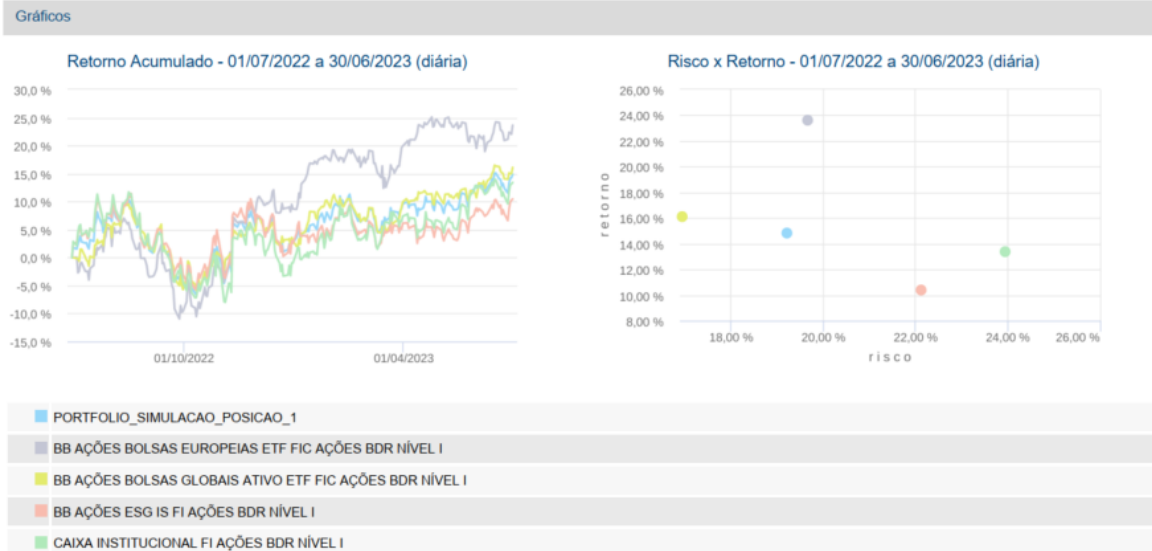 Gráficos
Retorno Acumulado - 01/07/2022 a 30/06/2023 (diária)
30,0 %
25,0 %
20,0 %
15,0 %
10,0 %
5,0 %
0,0 %
-5,0 %
-10,0 %
-15,0 %
01/10/2022
01/04/2023
Risco x Retorno - 01/07/2022 a 30/06/2023 (diária)
26,00 %
24,00 %
22,00 %
20,00 %
18,00 %
16,00 %
14,00 %
12,00 %
10,00 %
8,00 %
retorno
18,00 %
20,00 %
22,00 %
24,00 %
26,00 %
risco
PORTFOLIO_SIMULACAO_POSICAO_1
BB AÇÕES BOLSAS EUROPEIAS ETF FIC AÇÕES BDR NÍVEL I
BB AÇÕES BOLSAS GLOBAIS ATIVO ETF FIC AÇÕES BDR NÍVEL I
BB AÇÕES ESG IS FI AÇÕES BDR NÍVEL I
CAIXA INSTITUCIONAL FI AÇÕES BDR NÍVEL I